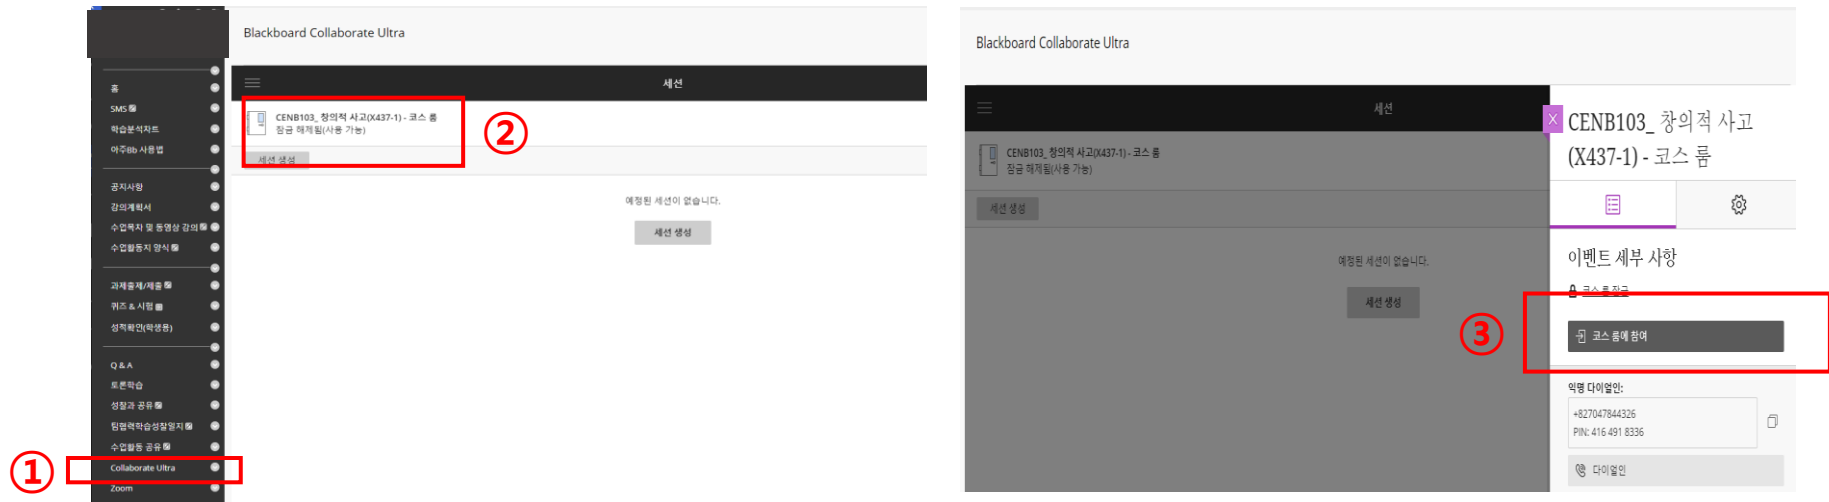 Blackboard Collaborate Ultra
홈
SMS
학습분석차트
아주Bb 사용법
공지사항
강의계획서
수업목차 및 동영상 강의
수업활동지 양식
과제출제/제출
퀴즈 & 시험
성적확인(학생용)
Q & A
토론학습
성찰과 공유
팀협력학습성찰일지
수업활동 공유
① Collaborate Ultra
Zoom
세션
CENB103_ 창의적 사고(X437-1) - 코스 룸
잠금 해제됨(사용 가능)
②
세션 생성
예정된 세션이 없습니다.
세션 생성
Blackboard Collaborate Ultra
세션
CENB103_ 창의적 사고(X437-1) - 코스 룸
잠금 해제됨(사용 가능)
세션 생성
예정된 세션이 없습니다.
세션 생성
X
CENB103_ 창의적 사고
(X437-1) - 코스 룸
이벤트 세부 사항
코스 룸 잠금
③ 코스 룸에 참여
익명 다이얼인:
+827047844326
PIN: 416 491 8336
다이얼인